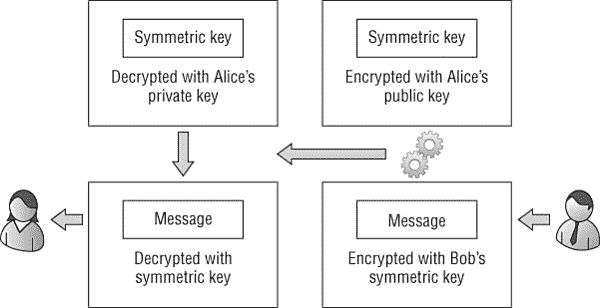 Symmetric key
Decrypted with Alice's
private key
Symmetric key
Encrypted with Alice's
public key
Message
Decrypted with
symmetric key
Message
Encrypted with Bob's
symmetric key